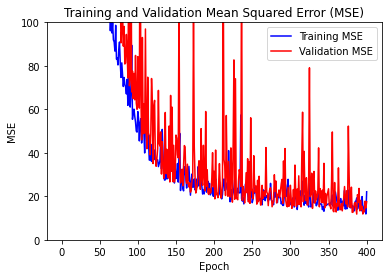 Training and Validation Mean Squared Error (MSE)
Training MSE
Validation MSE
MSE
100
80
60
40
20
0
0 50 100 150 200 250 300 350 400
Epoch